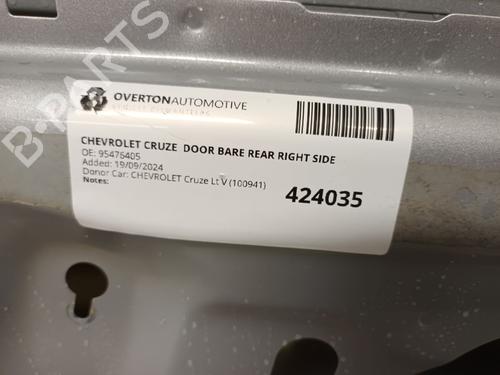 OVERTONAUTOMOTIVE
CHEVROLET CRUZE DOOR BARE REAR RIGHT SIDE
OE: 95476405
Added: 19/09/2024
Donor Car: CHEVROLET Cruze Lt V (100941)
Notes:
424035
B-PARTS